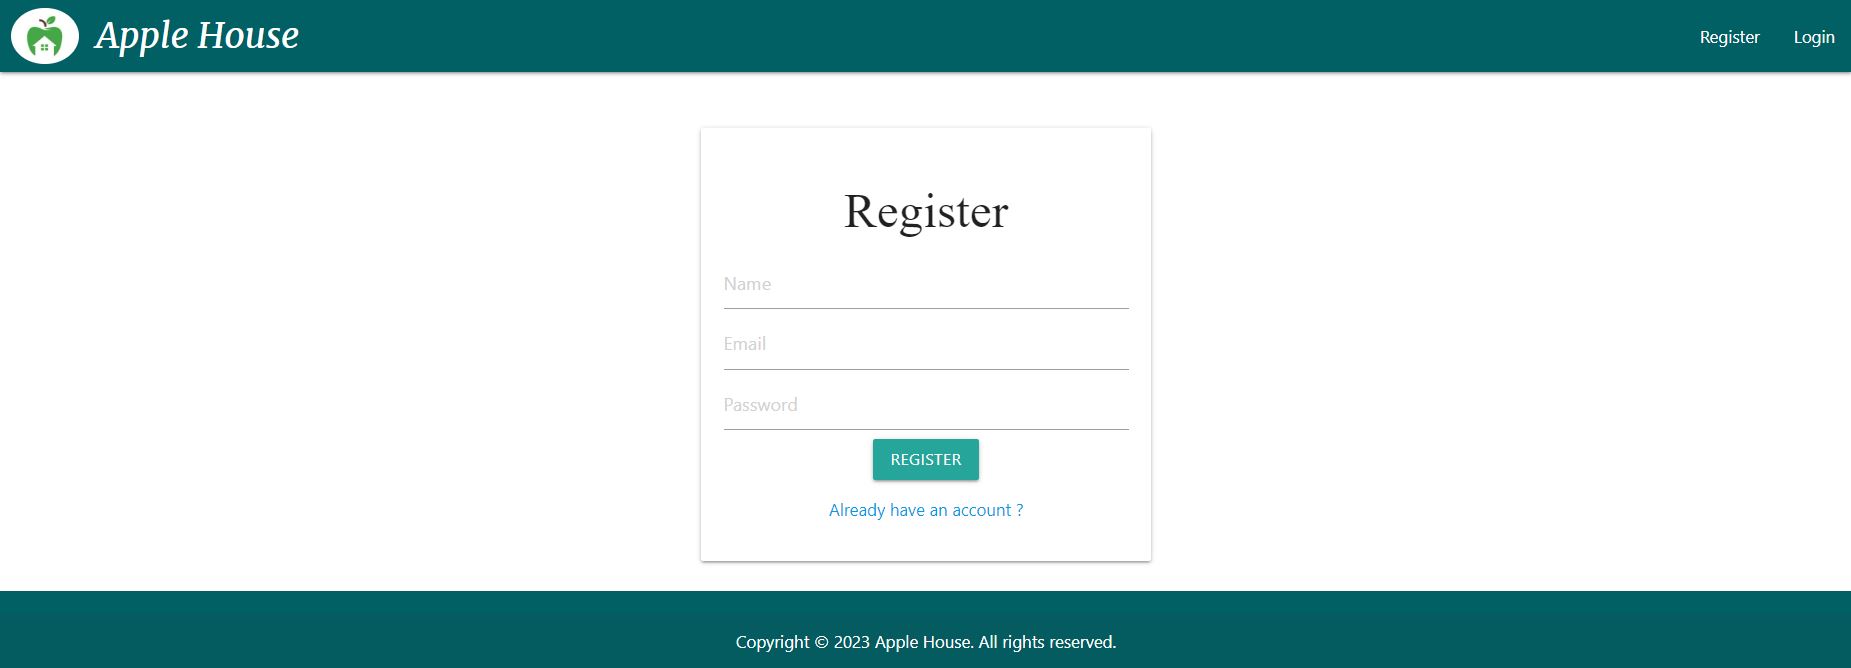 Apple House
Register Login
Register
Name
Email
Password
REGISTER
Already have an account ?
Copyright © 2023 Apple House. All rights reserved.